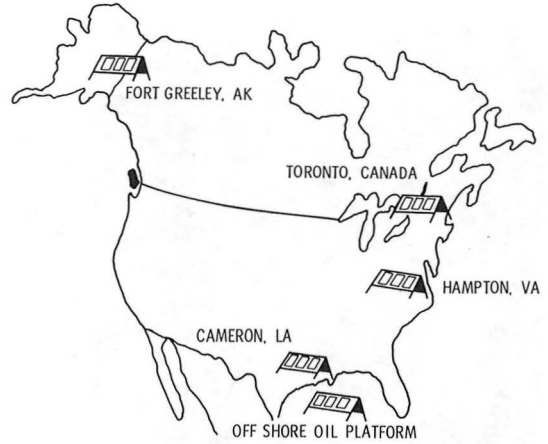 FORT GREELEY, AK
TORONTO, CANADA
HAMPTON, VA
CAMERON, LA
OFF SHORE OIL PLATFORM